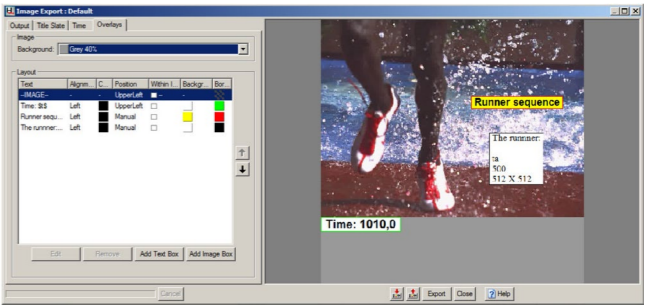 Image Export : Default
Output Title Slate Time Overlays
Image
Background: Grey 40%
Layout
Text Alignm... C... Position Within I... Backgr... Bor...
--IMAGE-- - - UpperLeft --
Time: $t$ Left UpperLeft
Runner sequ... Left Manual
The runnner:... Left Manual
Edit Remove Add Text Box Add Image Box
Cancel
Runner sequence
The runnner:
ta
500
512 X 512
Time: 1010,0
Export Close Help